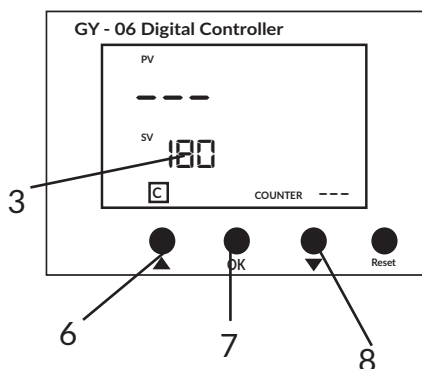 GY - 06 Digital Controller
PV
---
SV
180
3
C
COUNTER ---
OK
Reset
6
7
8